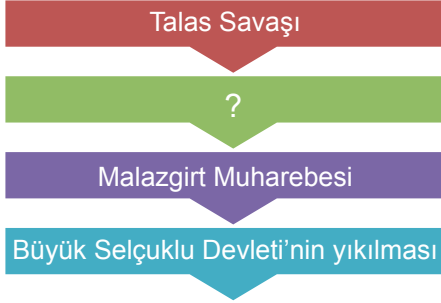 Talas Savaşı
?
Malazgirt Muharebesi
Büyük Selçuklu Devleti’nin yıkılması